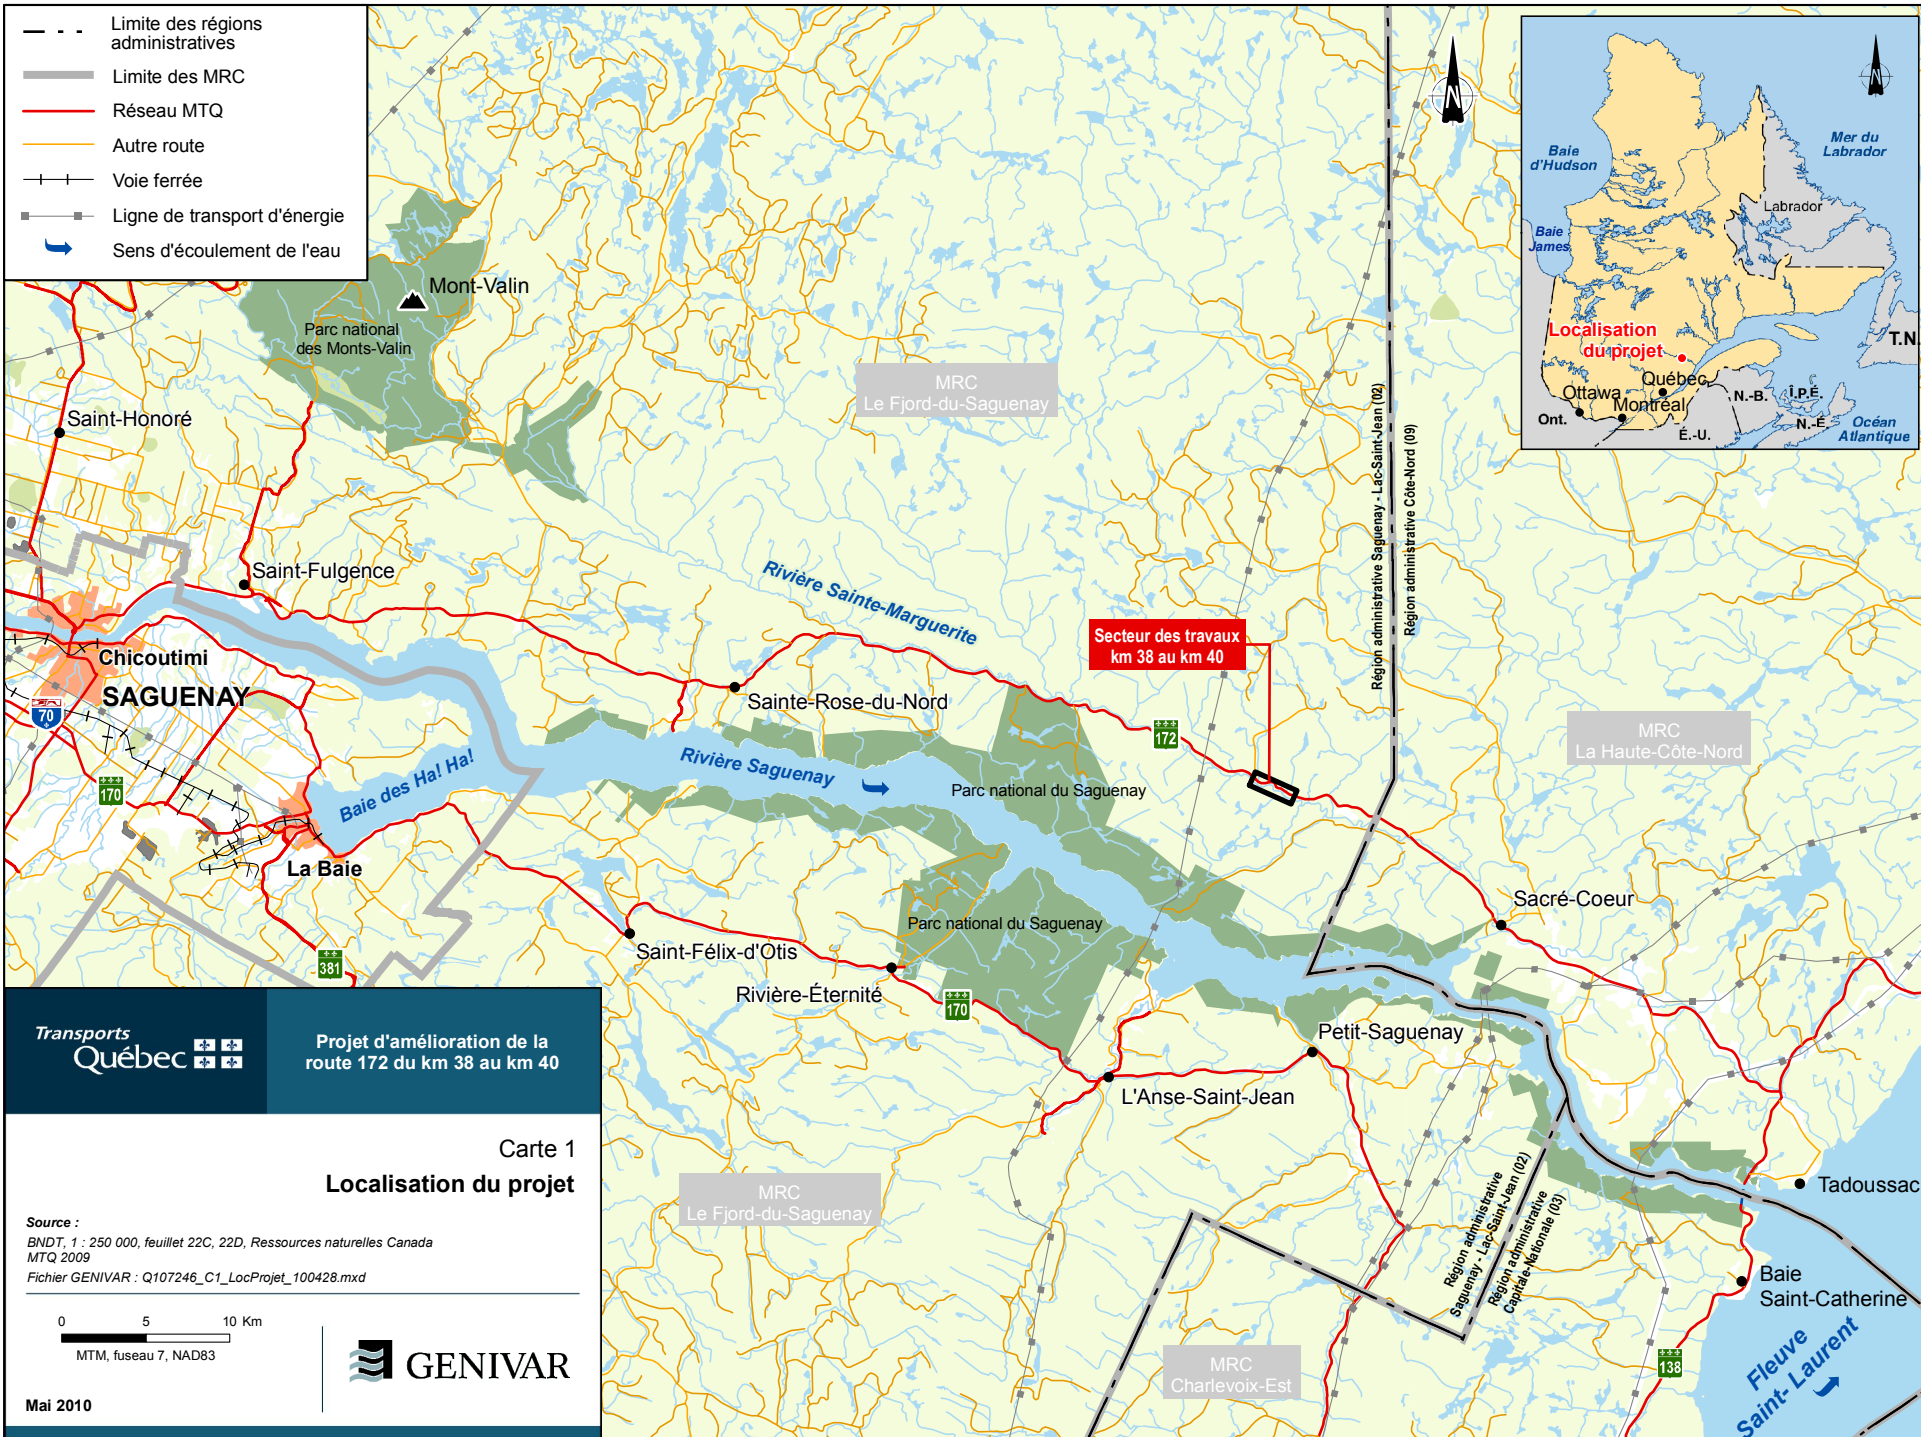 Limite des régions
administratives
Limite des MRC
Réseau MTQ
Autre route
Voie ferrée
Ligne de transport d'énergie
Sens d'écoulement de l'eau
N
N
Baie
d'Hudson
Mer du
Labrador
Labrador
Baie
James
Localisation
du projet
T.N.
Québec
Ottawa
Montréal
Ont.
N.-B.
Î.P.É.
N.-É.
É.-U.
Océan
Atlantique
Mont-Valin
Parc national
des Monts-Valin
MRC
Le Fjord-du-Saguenay
Saint-Honoré
Région administrative Saguenay - Lac-Saint-Jean (02)
Région administrative Côte-Nord (09)
Saint-Fulgence
Rivière Sainte-Marguerite
Secteur des travaux
km 38 au km 40
Chicoutimi
SAGUENAY
70
Sainte-Rose-du-Nord
172
MRC
La Haute-Côte-Nord
170
Baie des Ha! Ha!
Rivière Saguenay
Parc national du Saguenay
La Baie
Sacré-Coeur
Parc national du Saguenay
Saint-Félix-d'Otis
381
Rivière-Éternité
170
Petit-Saguenay
L'Anse-Saint-Jean
MRC
Le Fjord-du-Saguenay
Région administrative
Saguenay - Lac-Saint-Jean (02)
Région administrative
Capitale-Nationale (03)
Tadoussac
Baie
Saint-Catherine
MRC
Charlevoix-Est
138
Fleuve
Saint- Laurent
Transports
Québec
Projet d'amélioration de la
route 172 du km 38 au km 40
Carte 1
Localisation du projet
Source :
BNDT, 1 : 250 000, feuillet 22C, 22D, Ressources naturelles Canada
MTQ 2009
Fichier GENIVAR : Q107246_C1_LocProjet_100428.mxd
0 5 10 Km
MTM, fuseau 7, NAD83
GENIVAR
Mai 2010